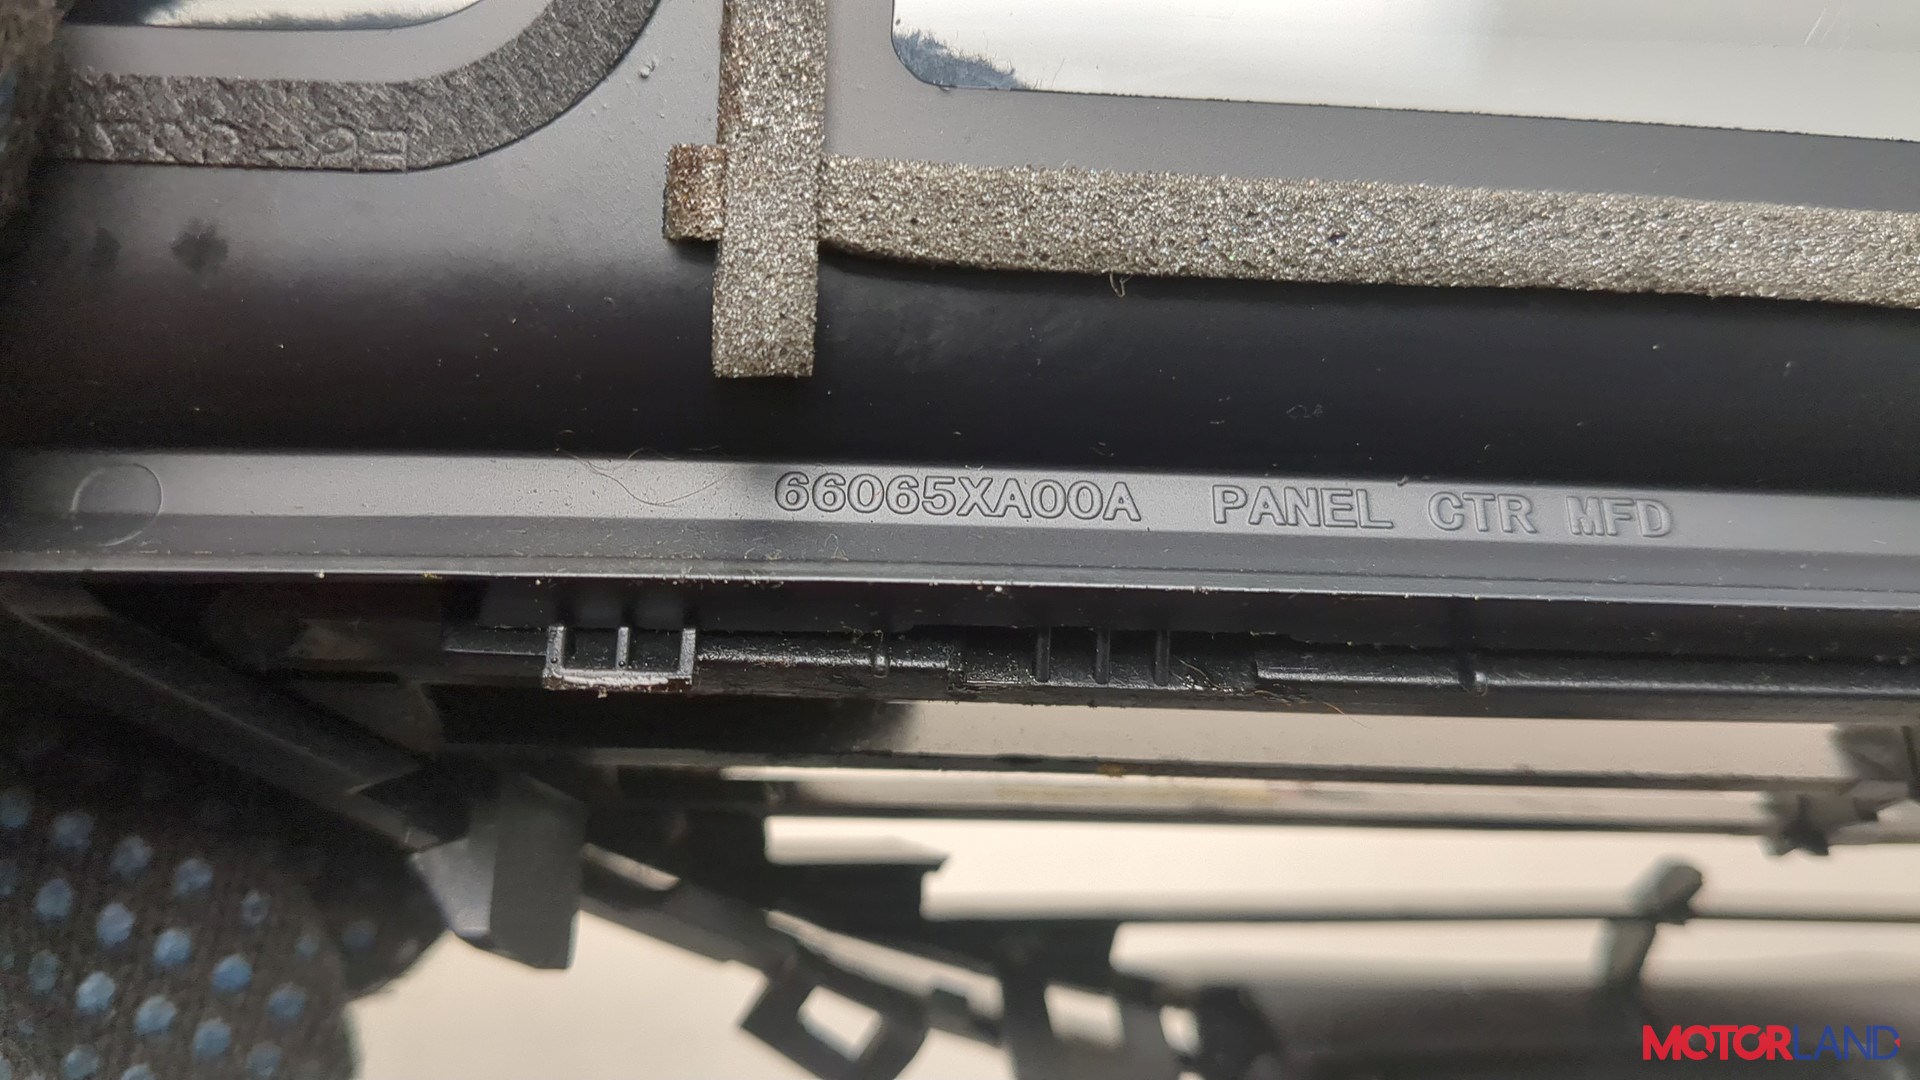 66065XA00A PANEL CTR MFD
MOTORLAND